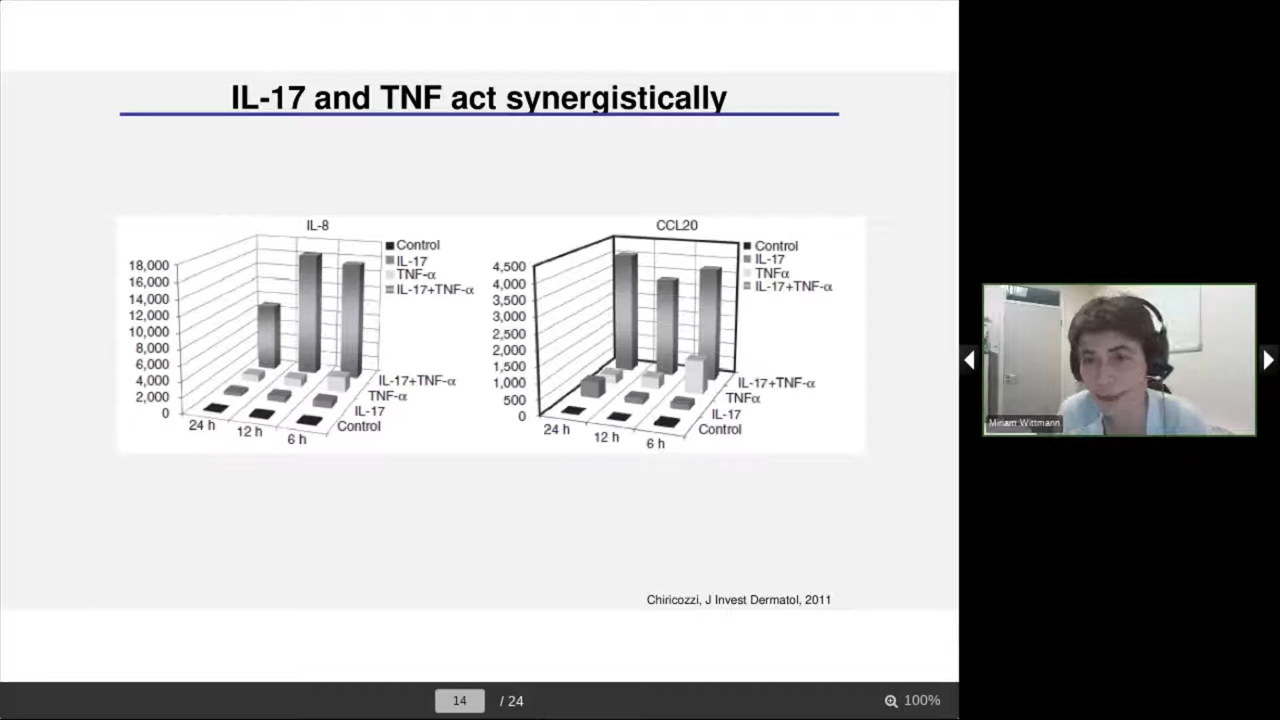 IL-17 and TNF act synergistically
IL-8
Control
IL-17
TNF-α
IL-17+TNF-α
18,000
16,000
14,000
12,000
10,000
8,000
6,000
4,000
2,000
0
24 h
12 h
6 h
IL-17+TNF-α
TNF-α
IL-17
Control
CCL20
Control
IL-17
TNFα
IL-17+TNF-α
4,500
4,000
3,500
3,000
2,500
2,000
1,500
1,000
500
0
24 h
12 h
6 h
IL-17+TNF-α
TNFα
IL-17
Control
Chiricozzi, J Invest Dermatol, 2011
Miriam Wittmann
14 / 24
100%